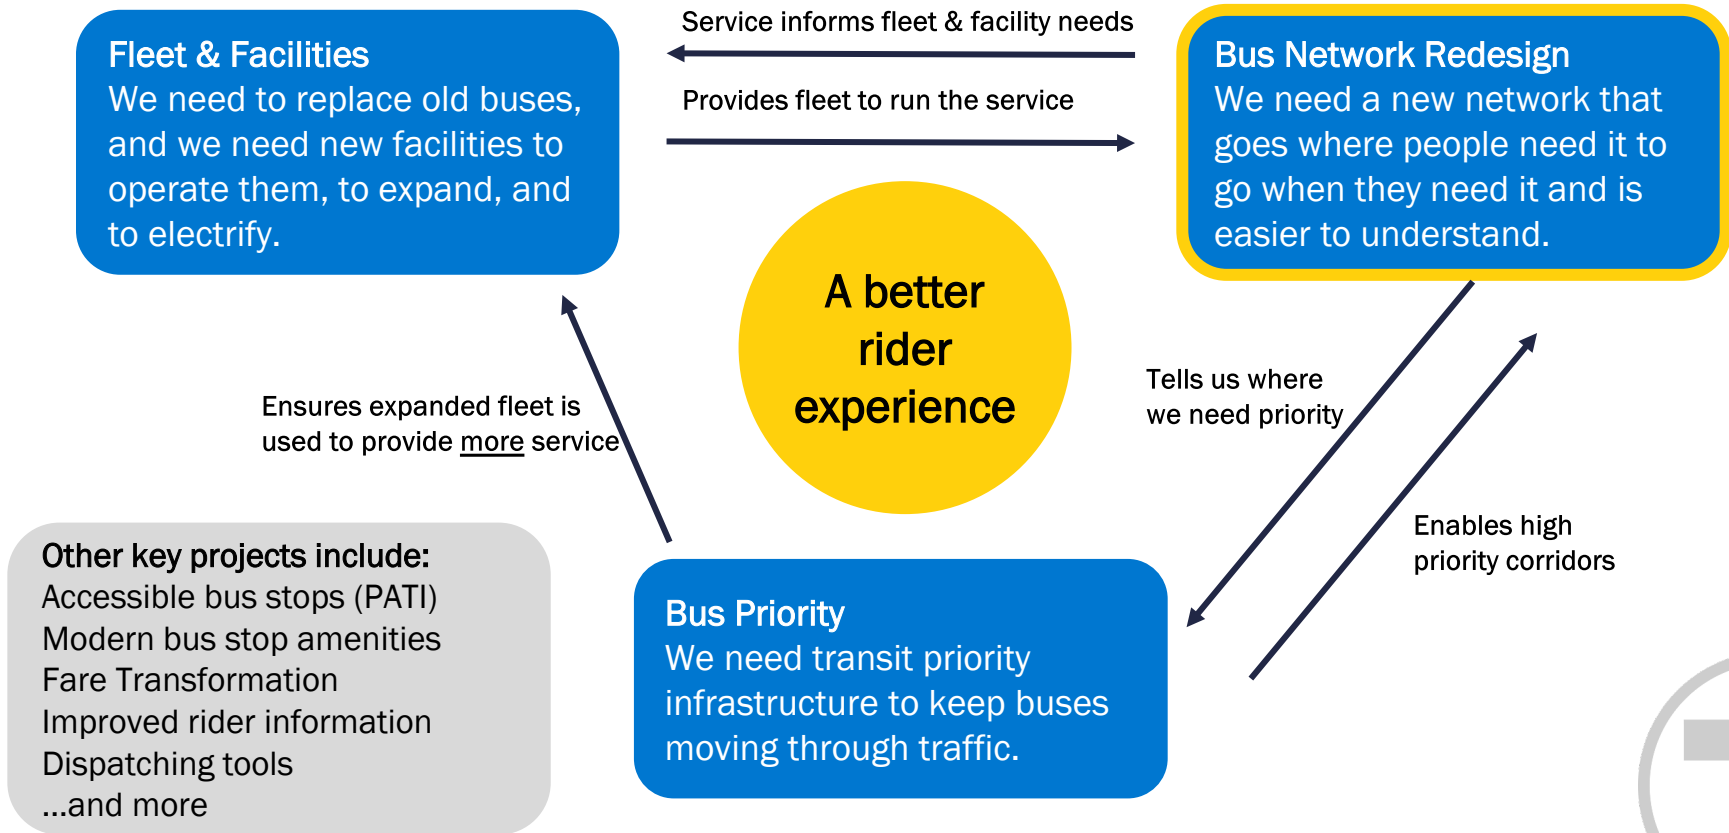 Service informs fleet & facility needs
Provides fleet to run the service
Fleet & Facilities
We need to replace old buses,
and we need new facilities to
operate them, to expand, and
to electrify.
Bus Network Redesign
We need a new network that
goes where people need it to
go when they need it and is
easier to understand.
A better
rider
experience
Tells us where
we need priority
Ensures expanded fleet is
used to provide more service
Enables high
priority corridors
Other key projects include:
Accessible bus stops (PATI)
Modern bus stop amenities
Fare Transformation
Improved rider information
Dispatching tools
...and more
Bus Priority
We need transit priority
infrastructure to keep buses
moving through traffic.